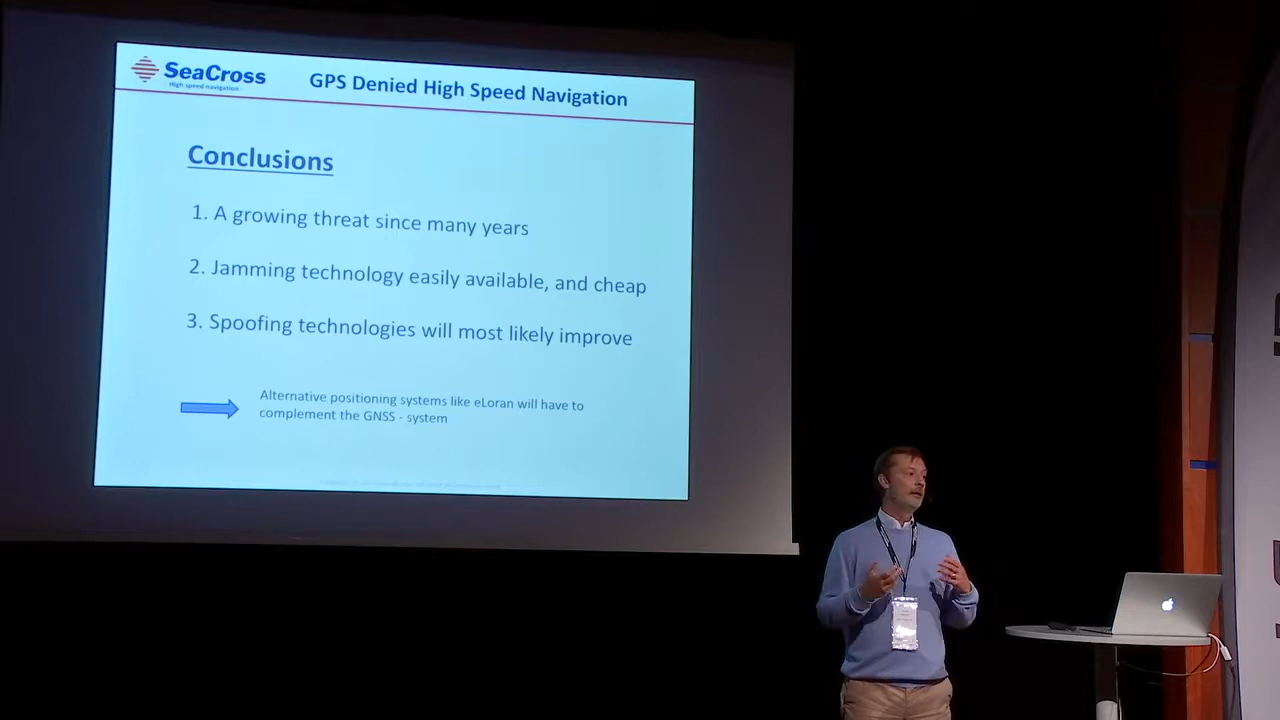 SeaCross
High speed navigation
GPS Denied High Speed Navigation
Conclusions
1. A growing threat since many years
2. Jamming technology easily available, and cheap
3. Spoofing technologies will most likely improve
Alternative positioning systems like eLoran will have to
complement the GNSS - system